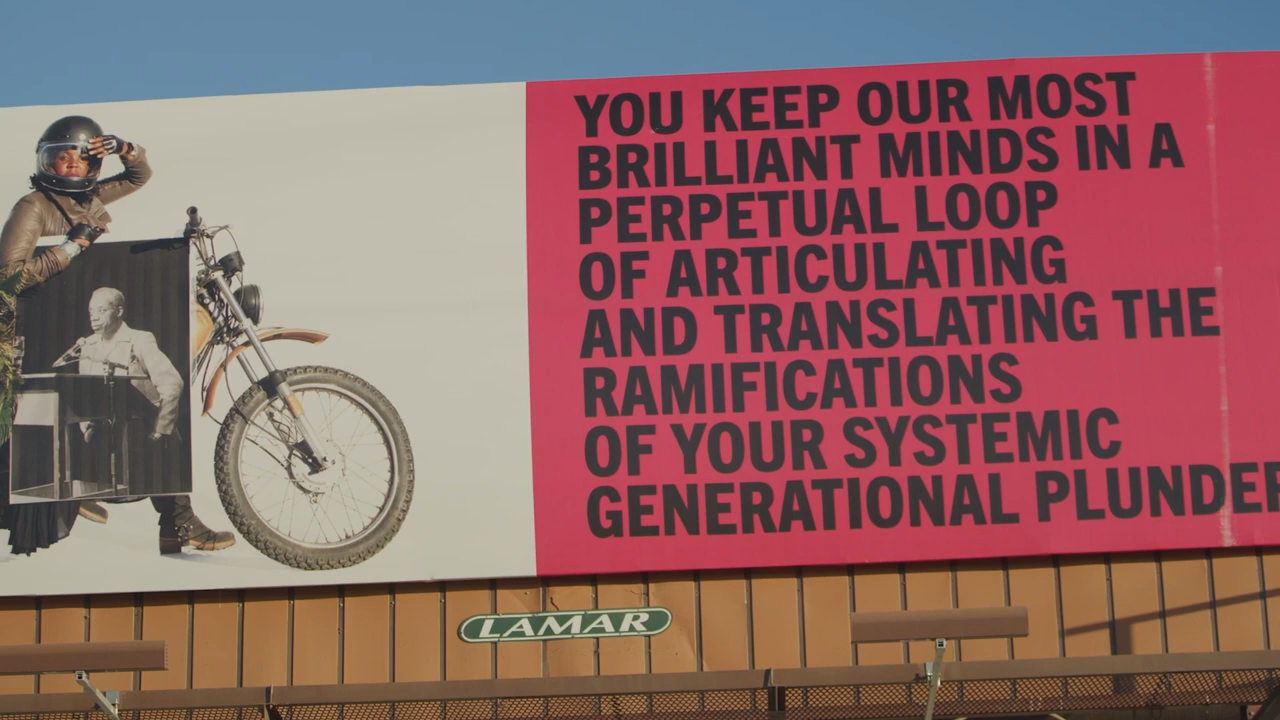 YOU KEEP OUR MOST
BRILLIANT MINDS IN A
PERPETUAL LOOP
OF ARTICULATING
AND TRANSLATING THE
RAMIFICATIONS
OF YOUR SYSTEMIC
GENERATIONAL PLUNDER
LAMAR